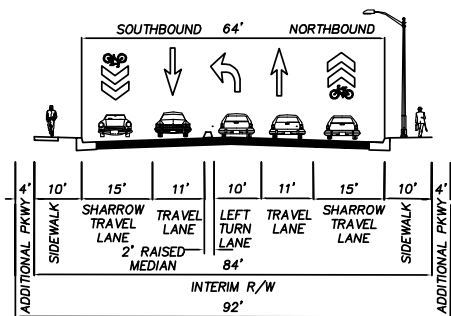 SOUTHBOUND 64' NORTHBOUND
4' 10' 15' 11' 10' 11' 15' 10' 4'
ADDITIONAL PKWY
SIDEWALK
SHARROW
TRAVEL
LANE
TRAVEL
LANE
2' RAISED
MEDIAN
LEFT
TURN
LANE
TRAVEL
LANE
SHARROW
TRAVEL
LANE
SIDEWALK
ADDITIONAL PKWY
84'
INTERIM R/W
92'